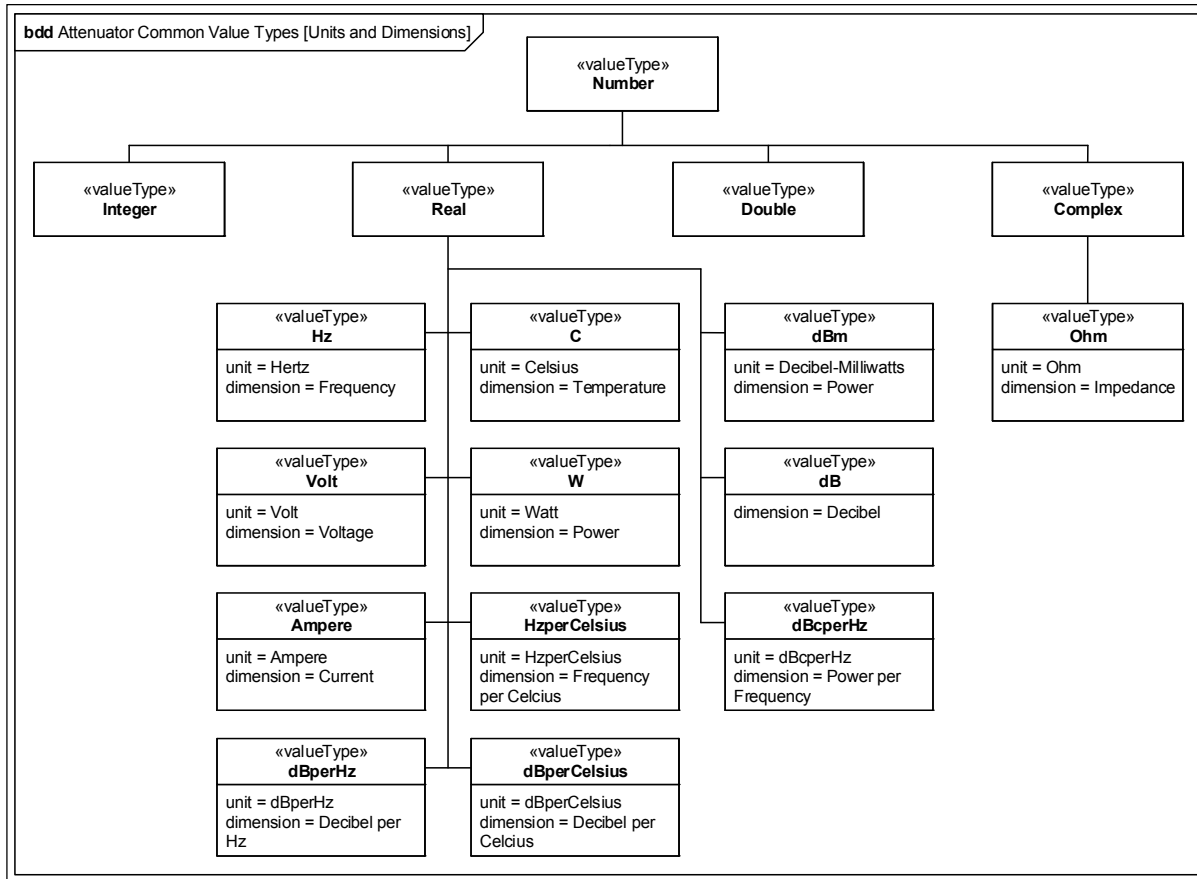 bdd Attenuator Common Value Types [Units and Dimensions]
«valueType»
Number
«valueType»
Integer
«valueType»
Real
«valueType»
Double
«valueType»
Complex
«valueType»
Hz
unit = Hertz
dimension = Frequency
«valueType»
C
unit = Celsius
dimension = Temperature
«valueType»
dBm
unit = Decibel-Milliwatts
dimension = Power
«valueType»
Ohm
unit = Ohm
dimension = Impedance
«valueType»
Volt
unit = Volt
dimension = Voltage
«valueType»
W
unit = Watt
dimension = Power
«valueType»
dB
dimension = Decibel
«valueType»
Ampere
unit = Ampere
dimension = Current
«valueType»
HzperCelsius
unit = HzperCelsius
dimension = Frequency
per Celcius
«valueType»
dBcperHz
unit = dBcperHz
dimension = Power per
Frequency
«valueType»
dBperHz
unit = dBperHz
dimension = Decibel per
Hz
«valueType»
dBperCelsius
unit = dBperCelsius
dimension = Decibel per
Celcius